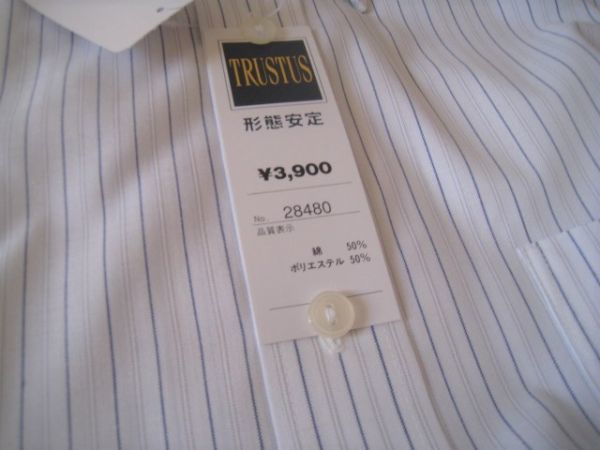 TRUSTUS
形態安定
¥3,900
No. 28480
品質表示
綿 50%
ポリエステル 50%